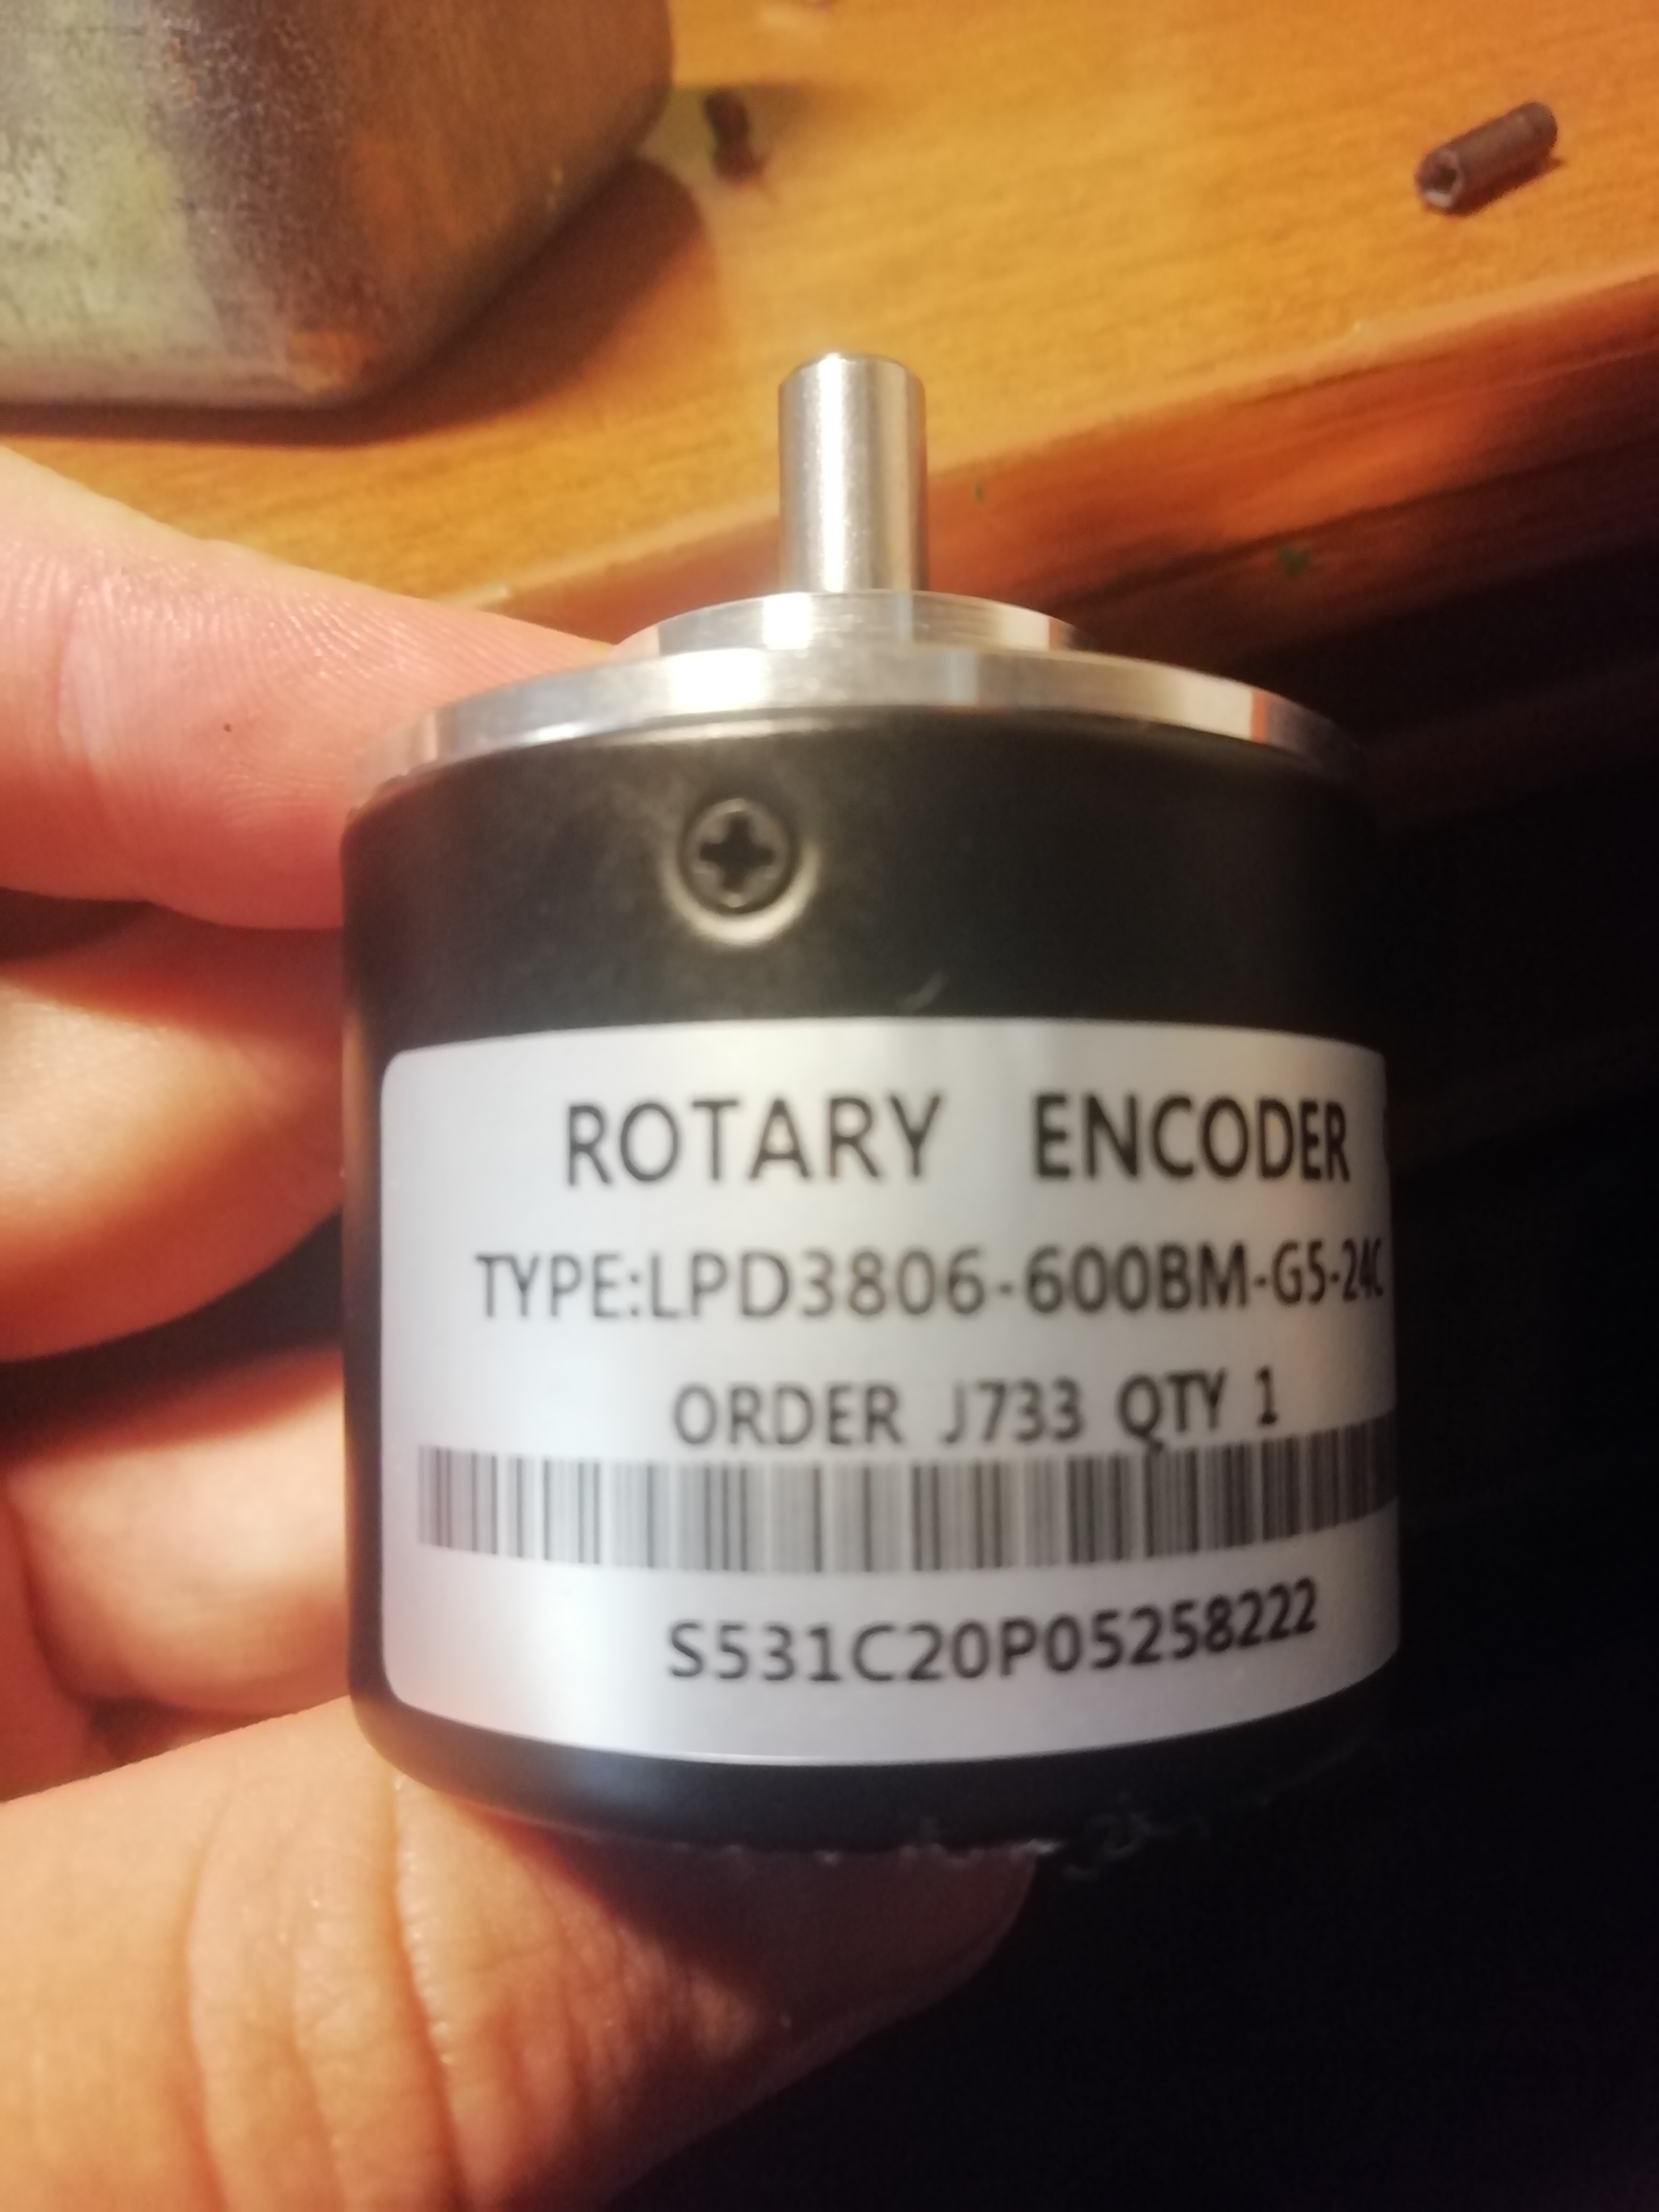 ROTARY ENCODER
TYPE:LPD3806-600BM-G5-24C
ORDER J733 QTY 1
S531C20P05258222